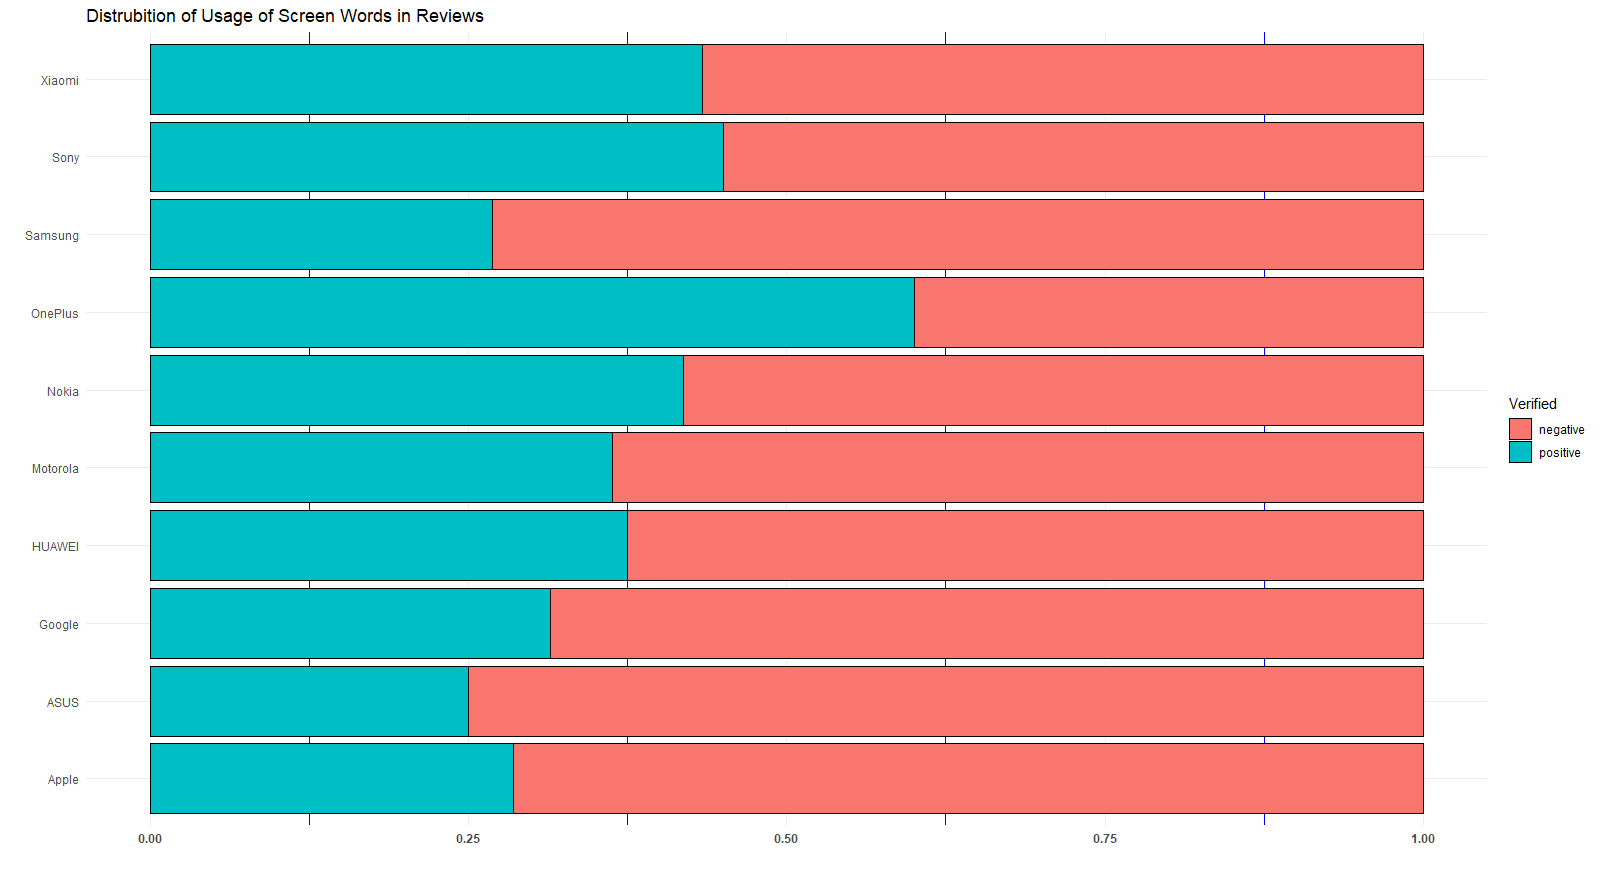 Distrubition of Usage of Screen Words in Reviews
Xiaomi
Sony
Samsung
OnePlus
Nokia
Motorola
HUAWEI
Google
ASUS
Apple
0.00 0.25 0.50 0.75 1.00
Verified
negative
positive